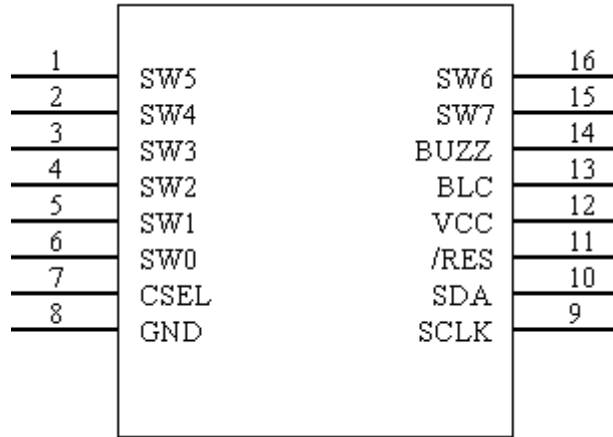 1 SW5 SW6 16
2 SW4 SW7 15
3 SW3 BUZZ 14
4 SW2 BLC 13
5 SW1 VCC 12
6 SW0 /RES 11
7 CSEL SDA 10
8 GND SCLK 9